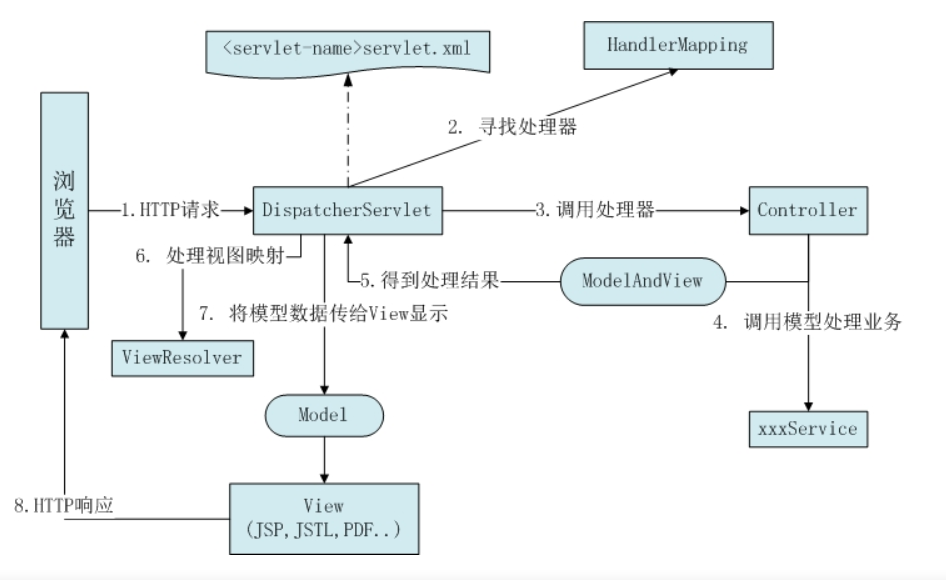 <servlet-name>servlet.xml
HandlerMapping
2. 寻找处理器
浏览器
1.HTTP请求
DispatcherServlet
3.调用处理器
Controller
6. 处理视图映射
5.得到处理结果
ModelAndView
7. 将模型数据传给View显示
4. 调用模型处理业务
ViewResolver
Model
xxxService
8.HTTP响应
View
(JSP,JSTL,PDF..)